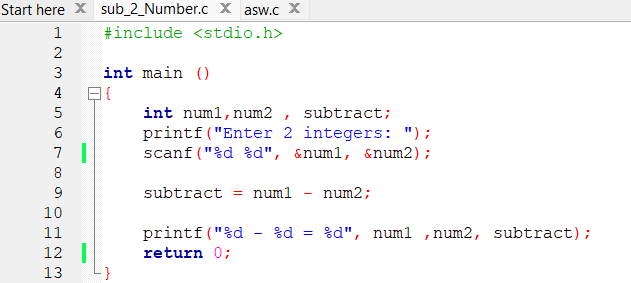 Start here sub_2_Number.c asw.c
1 #include <stdio.h>
2
3 int main ()
4 {
5 int num1,num2 , subtract;
6 printf("Enter 2 integers: ");
7 scanf("%d %d", &num1, &num2);
8
9 subtract = num1 - num2;
10
11 printf("%d - %d = %d", num1 ,num2, subtract);
12 return 0;
13 }